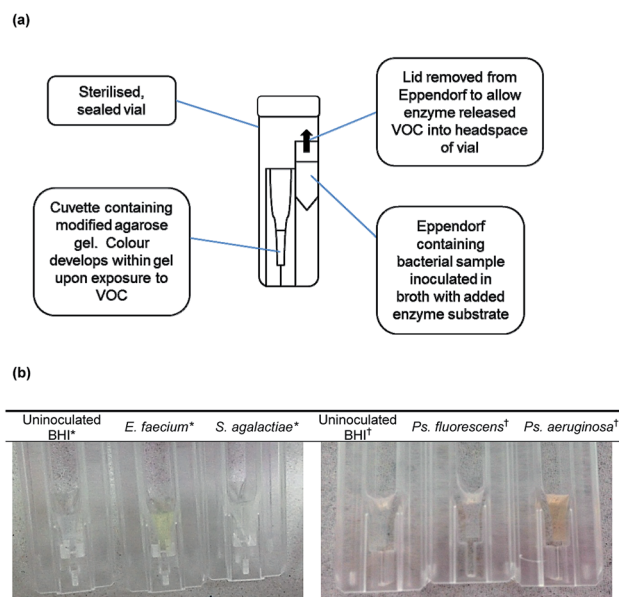 (a)
Sterilised,
sealed vial
Lid removed from
Eppendorf to allow
enzyme released
VOC into headspace
of vial
Cuvette containing
modified agarose
gel. Colour
develops within gel
upon exposure to
VOC
Eppendorf
containing
bacterial sample
inoculated in
broth with added
enzyme substrate
(b)
Uninoculated
BHI*
E. faecium*
S. agalactiae*
Uninoculated
BHI†
Ps. fluorescens†
Ps. aeruginosa†